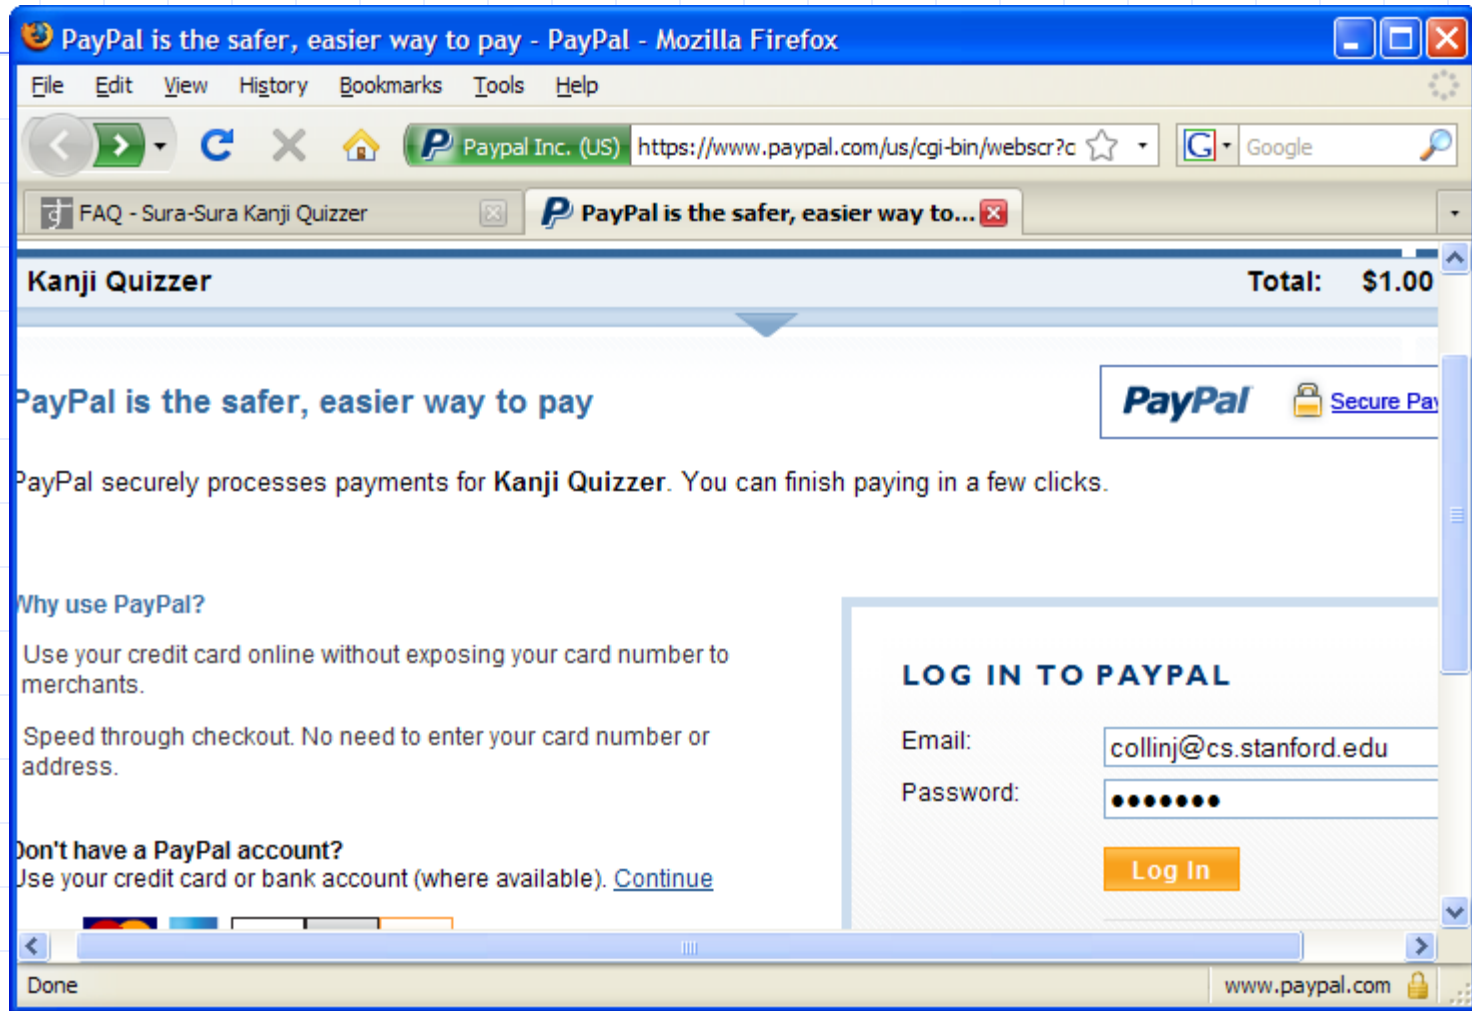 PayPal is the safer, easier way to pay - PayPal - Mozilla Firefox
File Edit View History Bookmarks Tools Help
P Paypal Inc. (US) https://www.paypal.com/us/cgi-bin/webscr?c G Google
FAQ - Sura-Sura Kanji Quizzer PayPal is the safer, easier way to...
Kanji Quizzer Total: $1.00
PayPal is the safer, easier way to pay
PayPal Secure Pay
PayPal securely processes payments for Kanji Quizzer. You can finish paying in a few clicks.
Why use PayPal?
Use your credit card online without exposing your card number to
merchants.
Speed through checkout. No need to enter your card number or
address.
Don't have a PayPal account?
Use your credit card or bank account (where available). Continue
LOG IN TO PAYPAL
Email: collinj@cs.stanford.edu
Password: •••••••
Log In
Done www.paypal.com